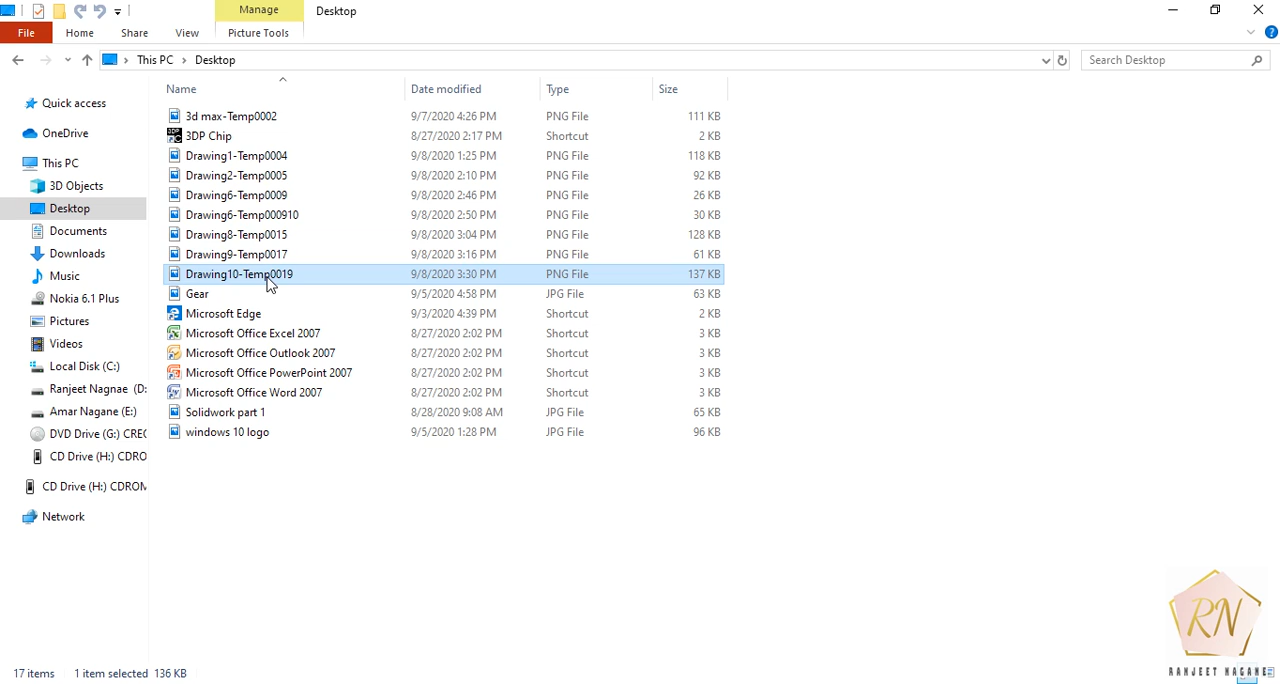 Manage
Desktop
File
Home
Share
View
Picture Tools
This PC
Desktop
Search Desktop
Name
Date modified
Type
Size
Quick access
OneDrive
This PC
3D Objects
Desktop
Documents
Downloads
Music
Nokia 6.1 Plus
Pictures
Videos
Local Disk (C:)
Ranjeet Nagnae (D:
Amar Nagane (E:)
DVD Drive (G:) CREO
CD Drive (H:) CDRO
CD Drive (H:) CDROM
Network
3d max-Temp0002 9/7/2020 4:26 PM PNG File 111 KB
3DP Chip 8/27/2020 2:17 PM Shortcut 2 KB
Drawing1-Temp0004 9/8/2020 1:25 PM PNG File 118 KB
Drawing2-Temp0005 9/8/2020 2:10 PM PNG File 92 KB
Drawing6-Temp0009 9/8/2020 2:46 PM PNG File 26 KB
Drawing6-Temp000910 9/8/2020 2:50 PM PNG File 30 KB
Drawing8-Temp0015 9/8/2020 3:04 PM PNG File 128 KB
Drawing9-Temp0017 9/8/2020 3:16 PM PNG File 61 KB
Drawing10-Temp0019 9/8/2020 3:30 PM PNG File 137 KB
Gear 9/5/2020 4:58 PM JPG File 63 KB
Microsoft Edge 9/3/2020 4:39 PM Shortcut 2 KB
Microsoft Office Excel 2007 8/27/2020 2:02 PM Shortcut 3 KB
Microsoft Office Outlook 2007 8/27/2020 2:02 PM Shortcut 3 KB
Microsoft Office PowerPoint 2007 8/27/2020 2:02 PM Shortcut 3 KB
Microsoft Office Word 2007 8/27/2020 2:02 PM Shortcut 3 KB
Solidwork part 1 8/28/2020 9:08 AM JPG File 65 KB
windows 10 logo 9/5/2020 1:28 PM JPG File 96 KB
RN
RANJEET NAGANE
17 items
1 item selected 136 KB